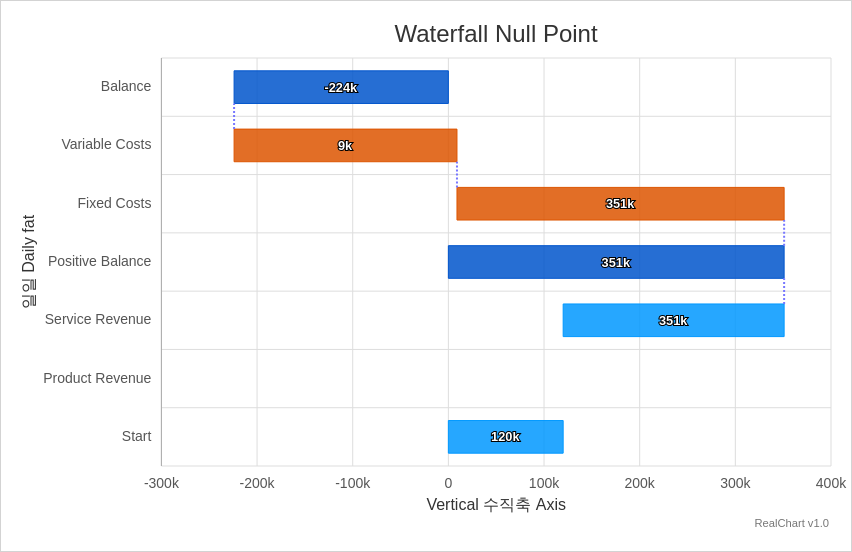 Waterfall Null Point
Balance
-224k
Variable Costs
9k
Fixed Costs
351k
Positive Balance
351k
Service Revenue
351k
Product Revenue
Start
120k
일일 Daily fat
-300k -200k -100k 0 100k 200k 300k 400k
Vertical 수직축 Axis
RealChart v1.0